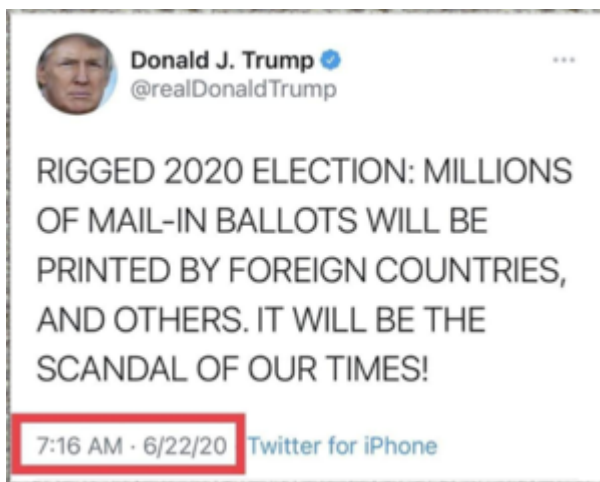 Donald J. Trump
@realDonaldTrump
RIGGED 2020 ELECTION: MILLIONS
OF MAIL-IN BALLOTS WILL BE
PRINTED BY FOREIGN COUNTRIES,
AND OTHERS. IT WILL BE THE
SCANDAL OF OUR TIMES!
7:16 AM · 6/22/20 Twitter for iPhone